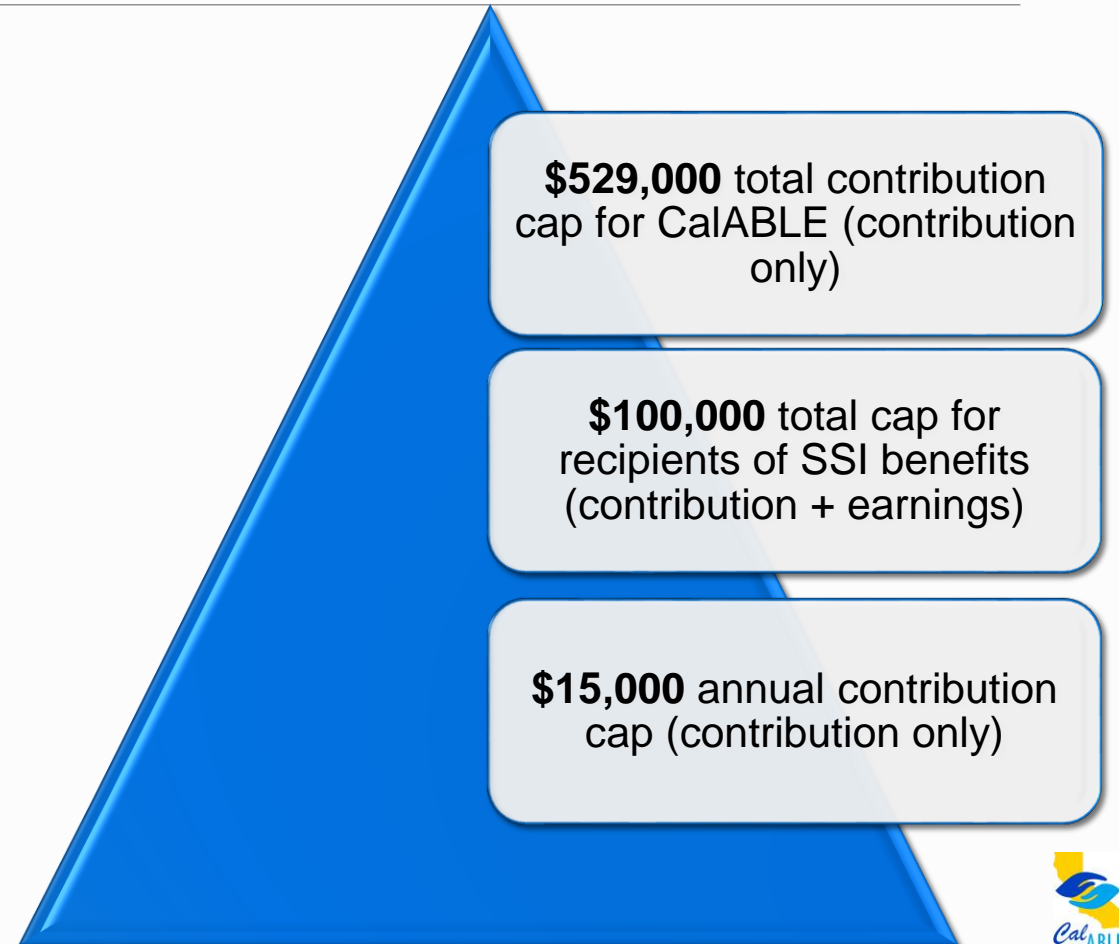 $529,000 total contribution
cap for CalABLE (contribution
only)
$100,000 total cap for
recipients of SSI benefits
(contribution + earnings)
$15,000 annual contribution
cap (contribution only)